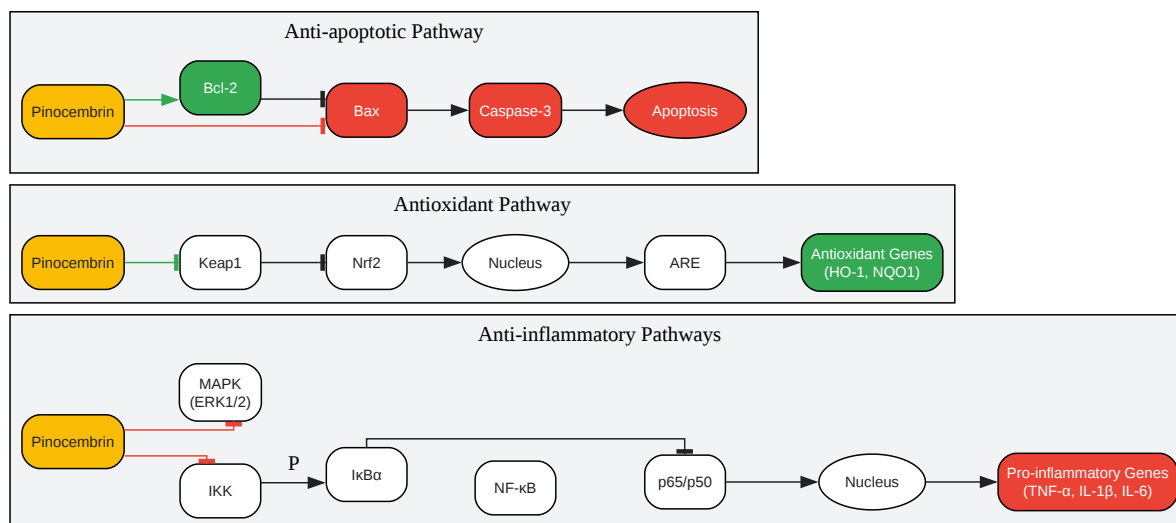 Anti-apoptotic Pathway
Pinocembrin
Bcl-2
Bax
Caspase-3
Apoptosis
Antioxidant Pathway
Pinocembrin
Keap1
Nrf2
Nucleus
ARE
Antioxidant Genes
(HO-1, NQO1)
Anti-inflammatory Pathways
Pinocembrin
MAPK
(ERK1/2)
IKK
P
IκBα
NF-κB
p65/p50
Nucleus
Pro-inflammatory Genes
(TNF-α, IL-1β, IL-6)